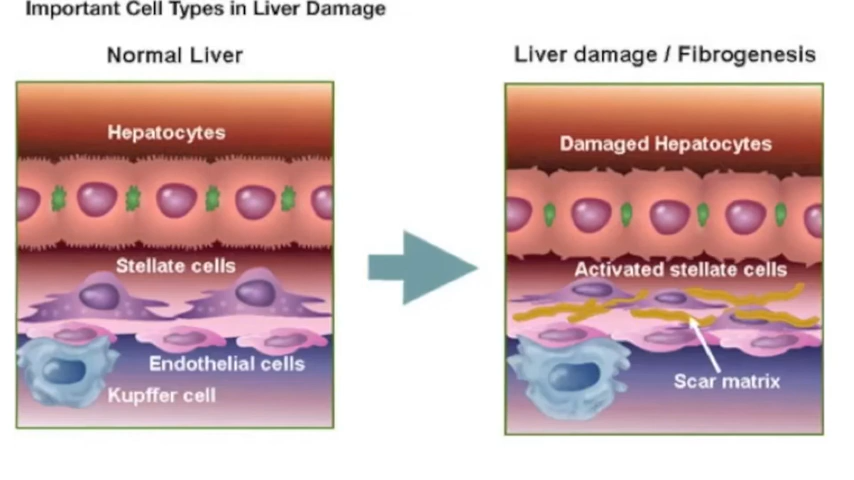 Important Cell Types in Liver Damage
Normal Liver
Hepatocytes
Stellate cells
Endothelial cells
Kupffer cell
Liver damage / Fibrogenesis
Damaged Hepatocytes
Activated stellate cells
Scar matrix